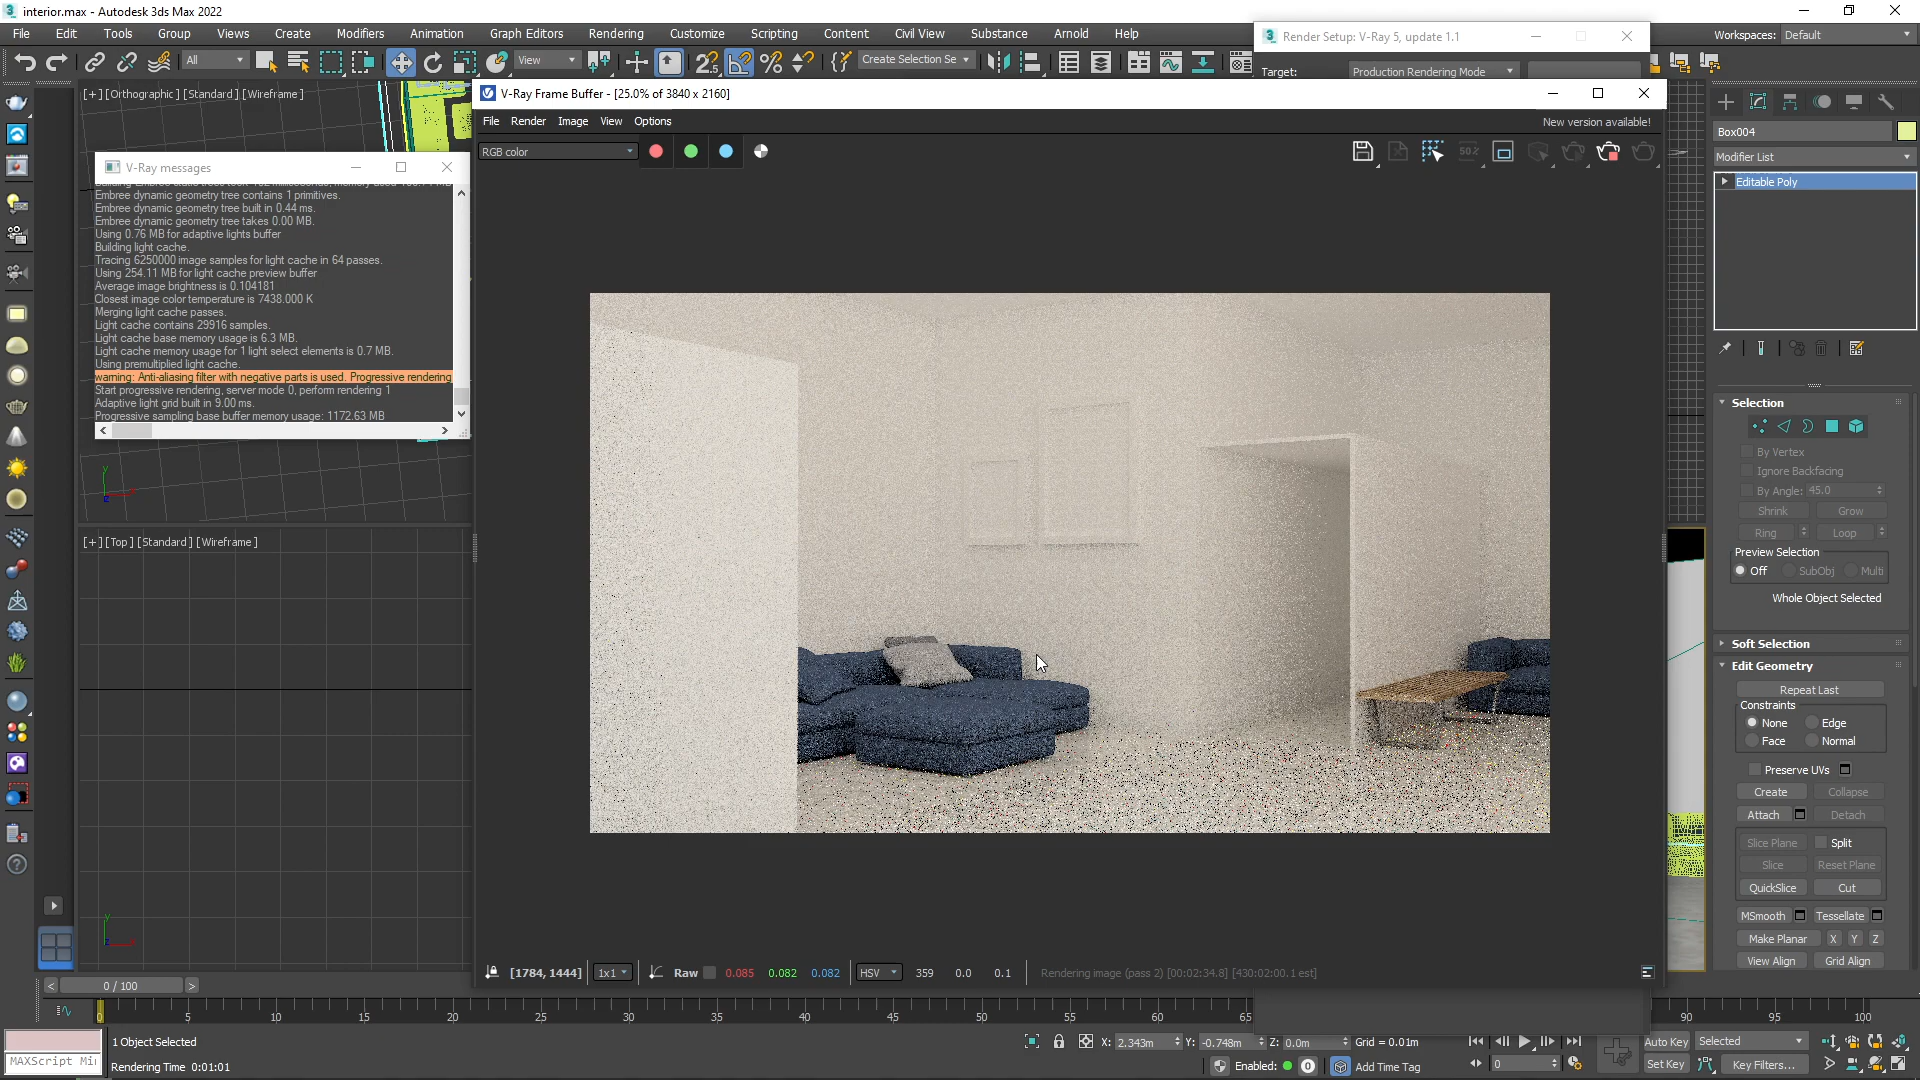 interior.max - Autodesk 3ds Max 2022
File Edit Tools Group Views Create Modifiers Animation Graph Editors Rendering Customize Scripting Content Civil View Substance Arnold Help
Workspaces: Default
Render Setup: V-Ray 5, update 1.1
All
View
Create Selection Se
Target: Production Rendering Mode
[+] [Orthographic] [Standard] [Wireframe]
V-Ray Frame Buffer - [25.0% of 3840 x 2160]
File Render Image View Options
New version available!
RGB color
V-Ray messages
Embree dynamic geometry tree contains 1 primitives.
Embree dynamic geometry tree built in 0.44 ms.
Embree dynamic geometry tree takes 0.00 MB.
Using 0.76 MB for adaptive lights buffer
Building light cache.
Tracing 6250000 image samples for light cache in 64 passes.
Using 254.11 MB for light cache preview buffer
Average image brightness is 0.104181
Closest image color temperature is 7438.000 K
Merging light cache passes.
Light cache contains 29916 samples.
Light cache base memory usage is 6.3 MB.
Light cache memory usage for 1 light select elements is 0.7 MB.
Using premultiplied light cache.
warning: Anti-aliasing filter with negative parts is used. Progressive rendering
Start progressive rendering, server mode 0, perform rendering 1
Adaptive light grid built in 9.00 ms.
Progressive sampling base buffer memory usage: 1172.63 MB
[+] [Top] [Standard] [Wireframe]
[1784, 1444] 1x1 Raw 0.085 0.082 0.082 HSV 359 0.0 0.1 Rendering image (pass 2) [00:02:34.8] [430:02:00.1 est]
Box004
Modifier List
Editable Poly
Selection
By Vertex
Ignore Backfacing
By Angle: 45.0
Shrink Grow
Ring Loop
Preview Selection
Off SubObj Multi
Whole Object Selected
Soft Selection
Edit Geometry
Repeat Last
Constraints
None Edge
Face Normal
Preserve UVs
Create Collapse
Attach Detach
Slice Plane Split
Slice Reset Plane
QuickSlice Cut
MSmooth Tessellate
Make Planar X Y Z
View Align Grid Align
0 / 100
0 5 10 15 20 25 30 35 40 45 50 55 60 65 90 95 100
1 Object Selected
X: 2.343m Y: -0.748m Z: 0.0m Grid = 0.01m
Auto Key Selected
MAXScript Mi
Rendering Time 0:01:01
Enabled: 0 Add Time Tag
0
Set Key Key Filters...